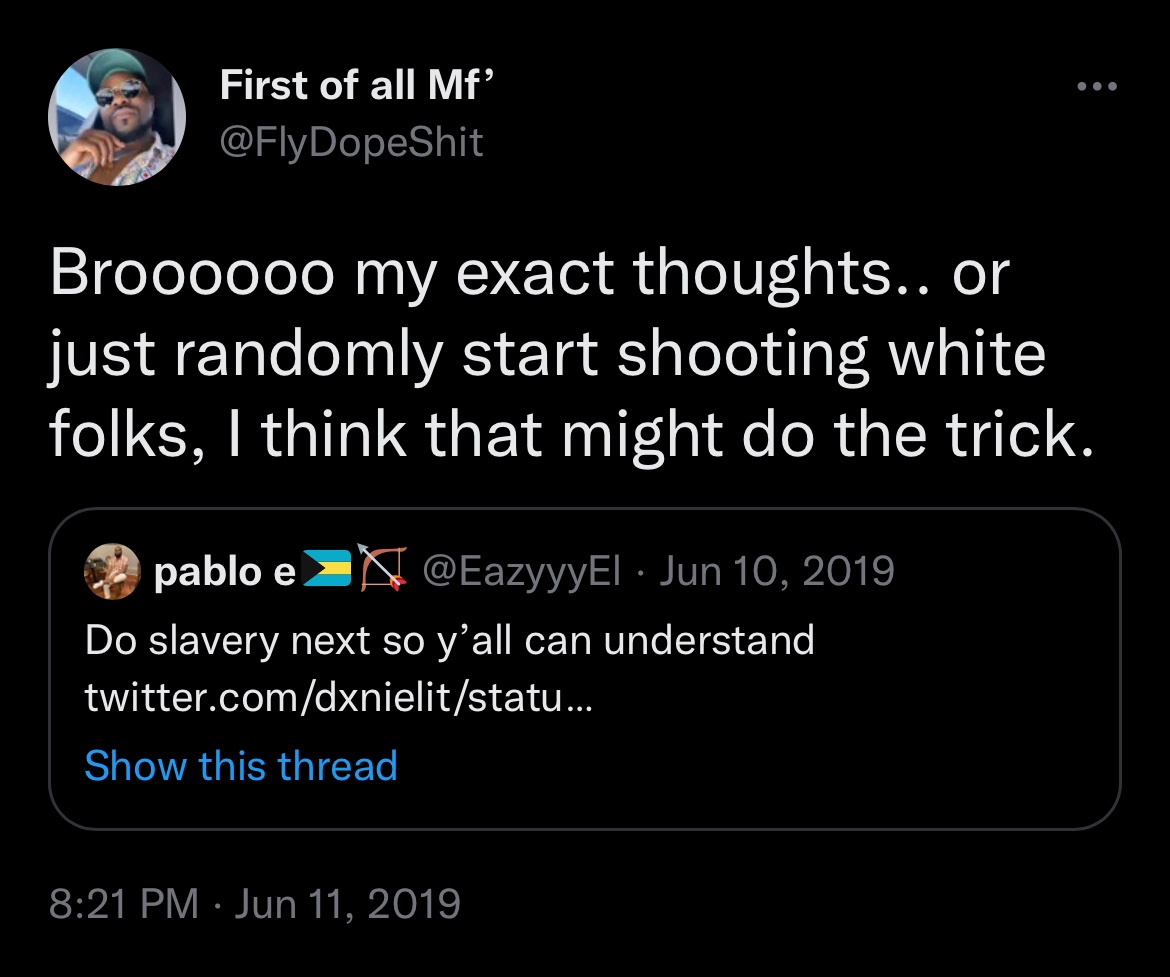 First of all Mf’
@FlyDopeShit
Broooooo my exact thoughts.. or
just randomly start shooting white
folks, I think that might do the trick.
pablo e🇧🇸🏹 @EazyyyEl · Jun 10, 2019
Do slavery next so y’all can understand
twitter.com/dxnielit/statu…
Show this thread
8:21 PM · Jun 11, 2019